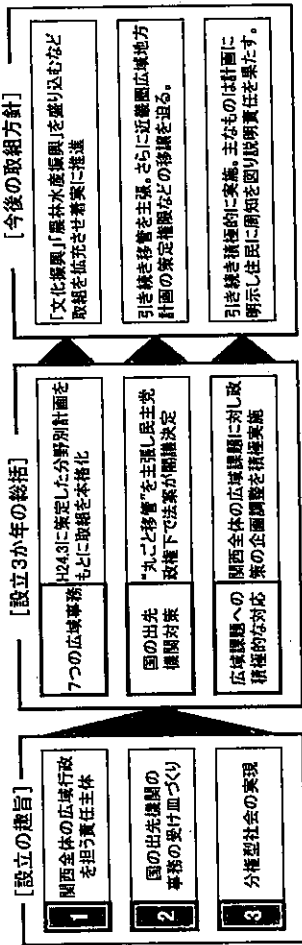 [設立の趣旨]
1
関西全体の広域行政
を担う責任主体
2
国の出先機関の
事務の受け皿づくり
3
分権型社会の実現
[設立3か年の総括]
7つの広域事務
H24.3に策定した分野別計画を
もとに取組を本格化
国の出先
機関対策
“丸ごと移管”を主張し民主党
政権下で法案が閣議決定
広域課題への
積極的な対応
関西全体の広域課題に対し政
策の企画調整を積極実施
[今後の取組方針]
「文化振興」「農林水産振興」を盛り込むなど
取組を拡充させ着実に推進
引き続き移管を主張。さらに近畿圏広域地方
計画の策定権限などの移譲を迫る。
引き続き積極的に実施。主なものは計画に
明示し住民に周知を図り説明責任を果たす。